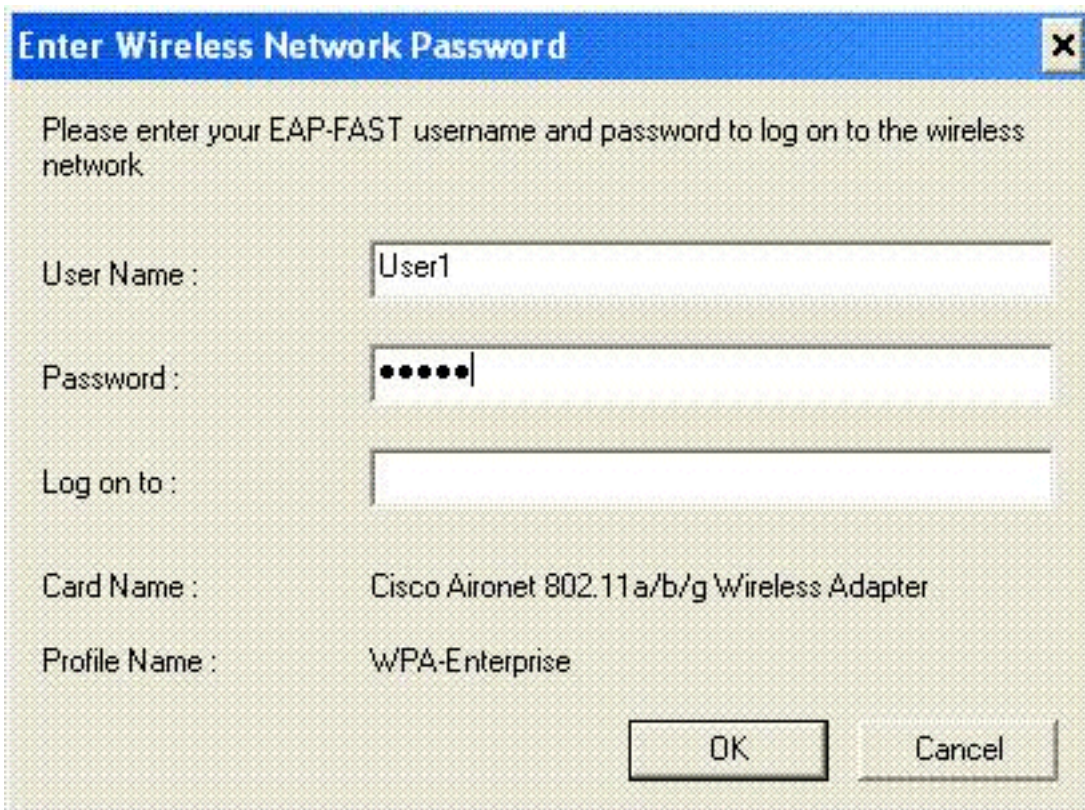 Enter Wireless Network Password
Please enter your EAP-FAST username and password to log on to the wireless
network
User Name : User1
Password : •••••
Log on to :
Card Name : Cisco Aironet 802.11a/b/g Wireless Adapter
Profile Name : WPA-Enterprise
OK Cancel